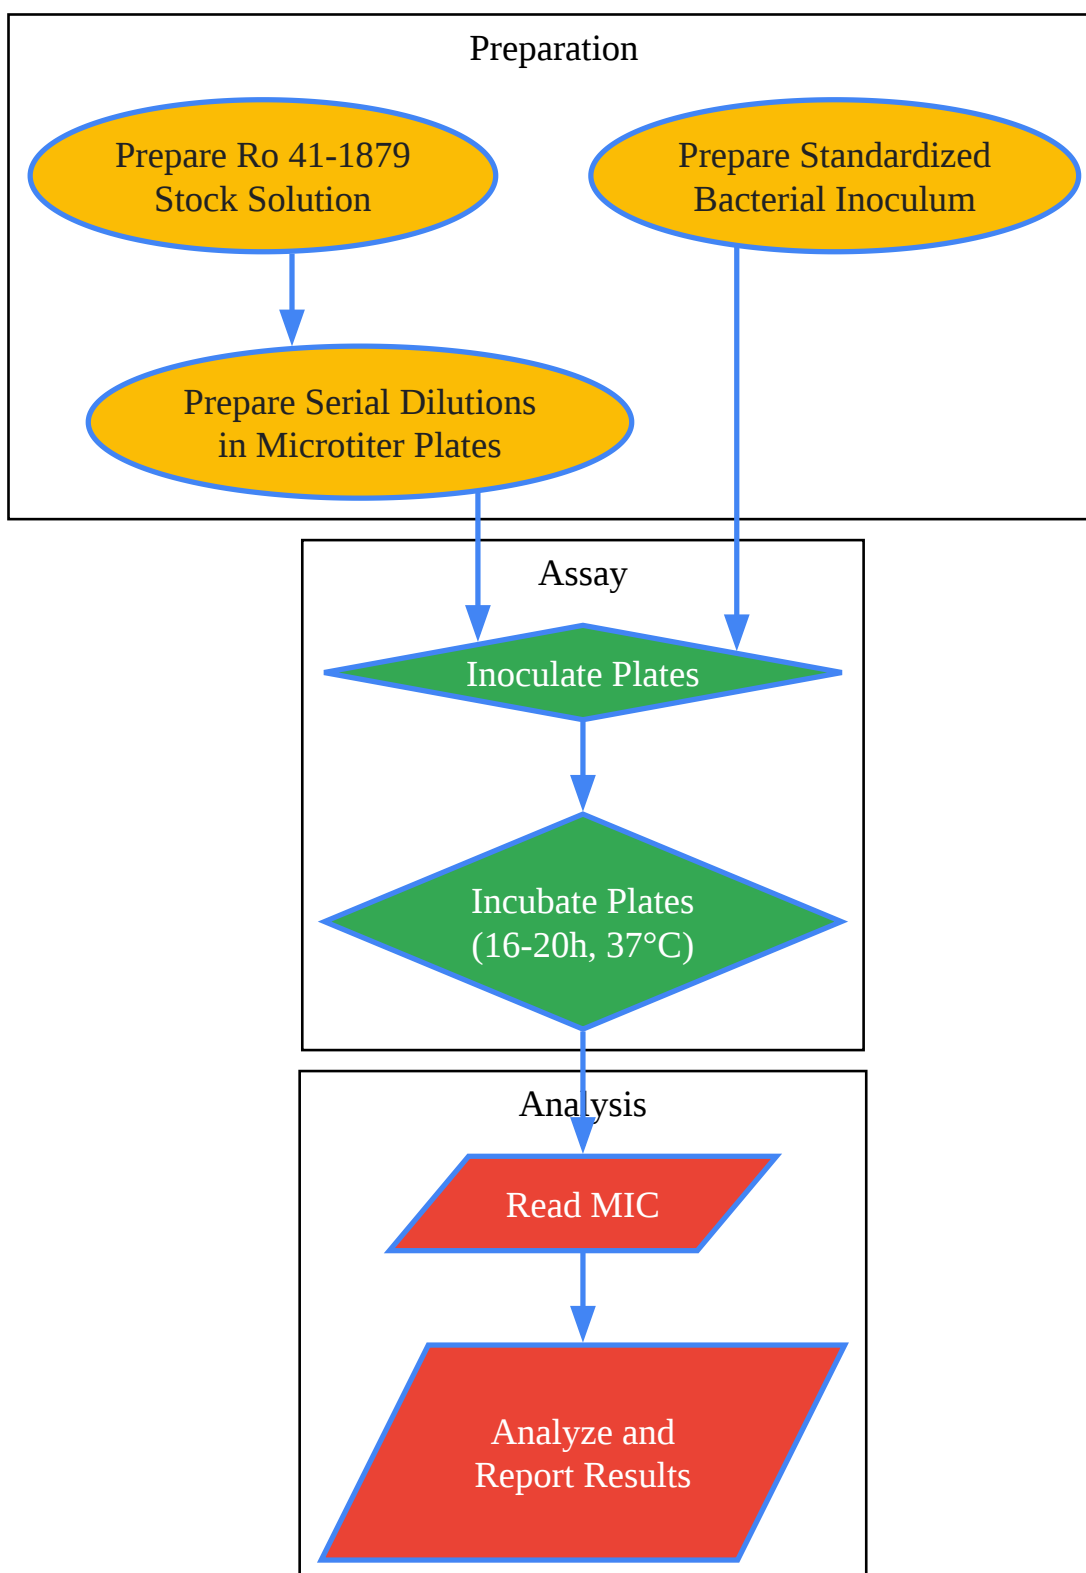 Preparation
Prepare Ro 41-1879
Stock Solution
Prepare Standardized
Bacterial Inoculum
Prepare Serial Dilutions
in Microtiter Plates
Assay
Inoculate Plates
Incubate Plates
(16-20h, 37°C)
Analysis
Read MIC
Analyze and
Report Results